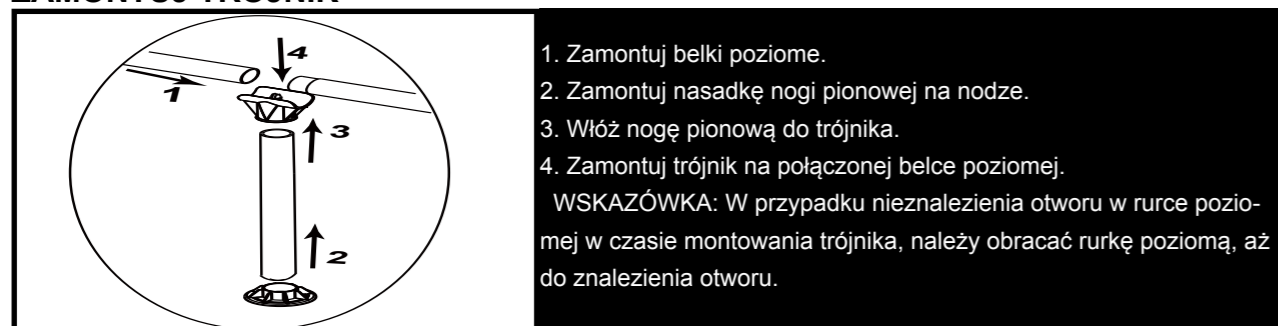 ZAMONTUJ TRÓJNIK
4
1
3
2
1. Zamontuj belki poziome.
2. Zamontuj nasadkę nogi pionowej na nodze.
3. Włóż nogę pionową do trójnika.
4. Zamontuj trójnik na połączonej belce poziomej.
WSKAZÓWKA: W przypadku nieznalezienia otworu w rurce pozio-
mej w czasie montowania trójnika, należy obracać rurkę poziomą, aż
do znalezienia otworu.